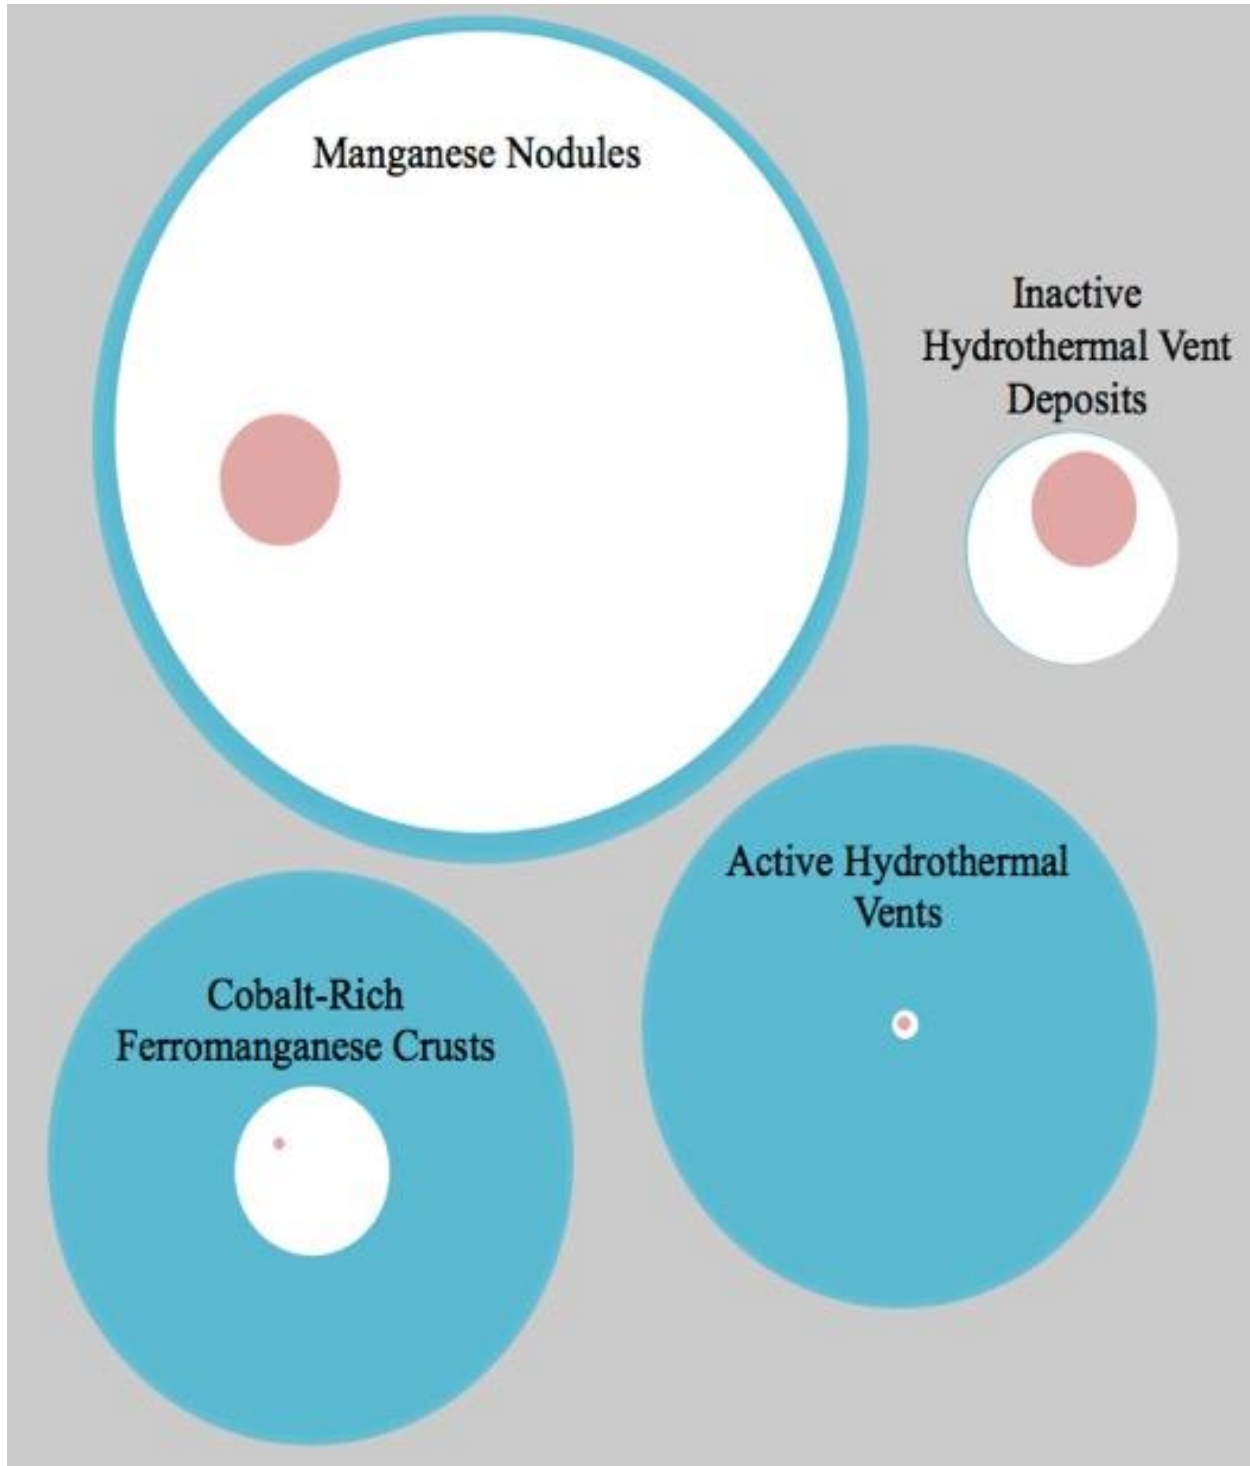 Manganese Nodules
Inactive
Hydrothermal Vent
Deposits
Active Hydrothermal
Vents
Cobalt-Rich
Ferromanganese Crusts